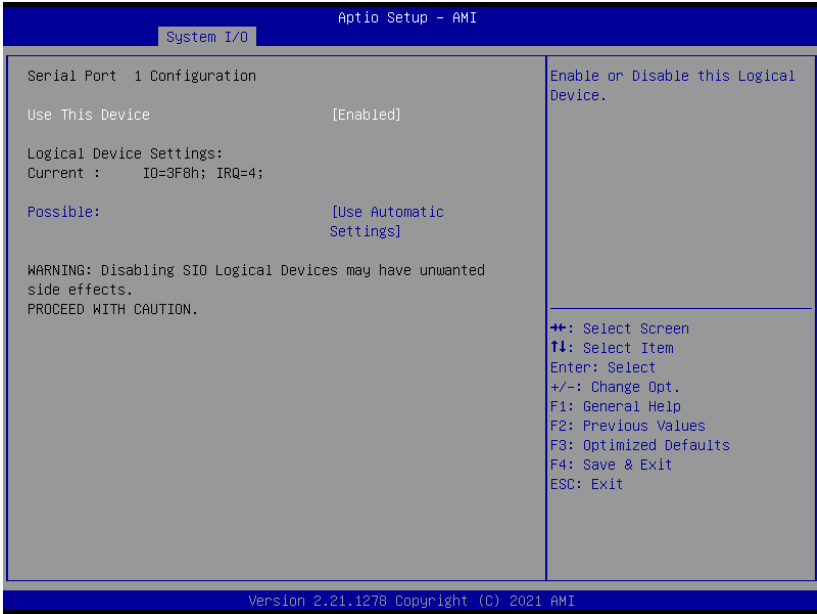 Aptio Setup – AMI
System I/O
Serial Port  1 Configuration
Use This Device [Enabled]
Logical Device Settings:
Current : IO=3F8h; IRQ=4;
Possible: [Use Automatic
Settings]
WARNING: Disabling SIO Logical Devices may have unwanted
side effects.
PROCEED WITH CAUTION.
Enable or Disable this Logical
Device.
→←: Select Screen
↑↓: Select Item
Enter: Select
+/-: Change Opt.
F1: General Help
F2: Previous Values
F3: Optimized Defaults
F4: Save & Exit
ESC: Exit
Version 2.21.1278 Copyright (C) 2021 AMI